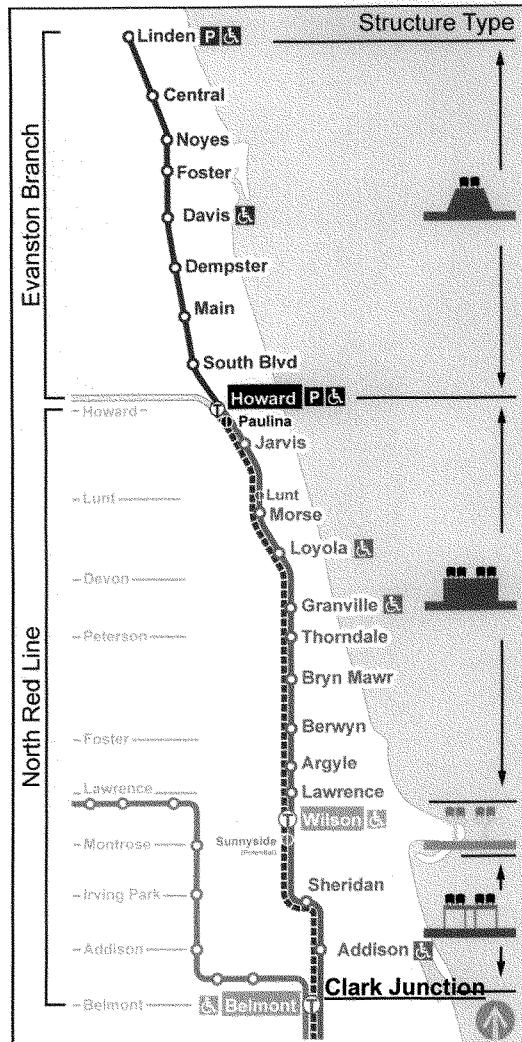 Structure Type
Evanston Branch
Linden P
Central
Noyes
Foster
Davis
Dempster
Main
South Blvd
Howard P
Howard
T
Paulina
Jarvis
Lunt
Lunt
Morse
Loyola
Devon
Granville
Peterson
Thorndale
Bryn Mawr
North Red Line
Foster
Berwyn
Argyle
Lawrence
Lawrence
T Wilson
Montrose
Sunnyside
(Potential)
Irving Park
Sheridan
Addison
Addison
Clark Junction
Belmont
Belmont T